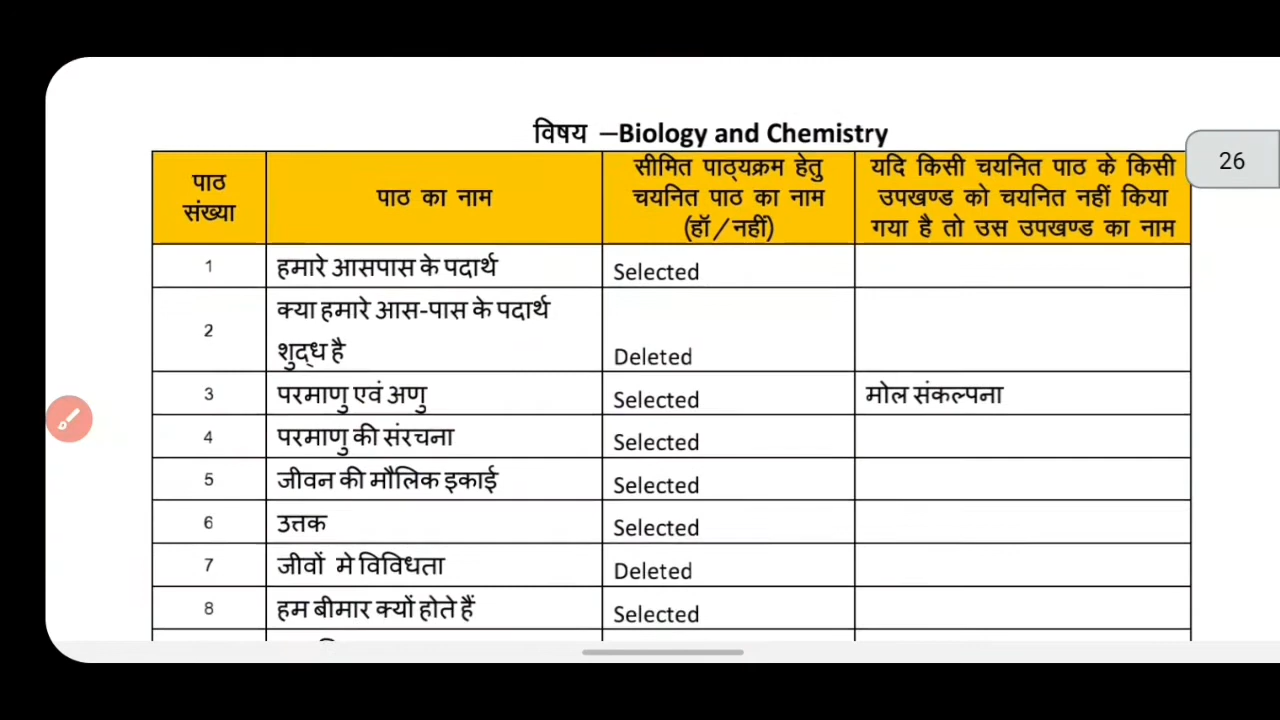 विषय –Biology and Chemistry
26
पाठ संख्या
पाठ का नाम
सीमित पाठ्यक्रम हेतु चयनित पाठ का नाम (हॉ/नहीं)
यदि किसी चयनित पाठ के किसी उपखण्ड को चयनित नहीं किया गया है तो उस उपखण्ड का नाम
1 हमारे आसपास के पदार्थ Selected
2 क्या हमारे आस-पास के पदार्थ शुद्ध है Deleted
3 परमाणु एवं अणु Selected मोल संकल्पना
4 परमाणु की संरचना Selected
5 जीवन की मौलिक इकाई Selected
6 उत्तक Selected
7 जीवों मे विविधता Deleted
8 हम बीमार क्यों होते हैं Selected